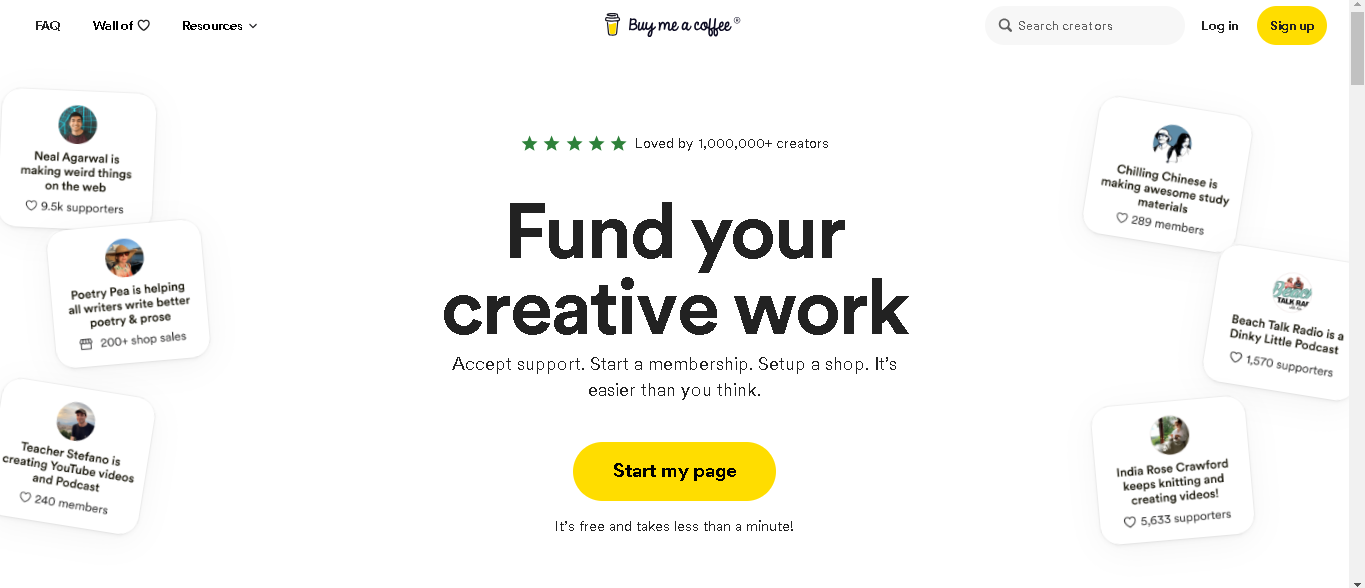 FAQ
Wall of
Resources
Buy me a coffee®
Search creators
Log in
Sign up
Loved by 1,000,000+ creators
Fund your
creative work
Accept support. Start a membership. Setup a shop. It’s
easier than you think.
Start my page
It’s free and takes less than a minute!
Neal Agarwal is
making weird things
on the web
9.5k supporters
Poetry Pea is helping
all writers write better
poetry & prose
200+ shop sales
Teacher Stefano is
creating YouTube videos
and Podcast
240 members
Chilling Chinese is
making awesome study
materials
289 members
Beach Talk Radio is a
Dinky Little Podcast
1,570 supporters
India Rose Crawford
keeps knitting and
creating videos!
5,633 supporters